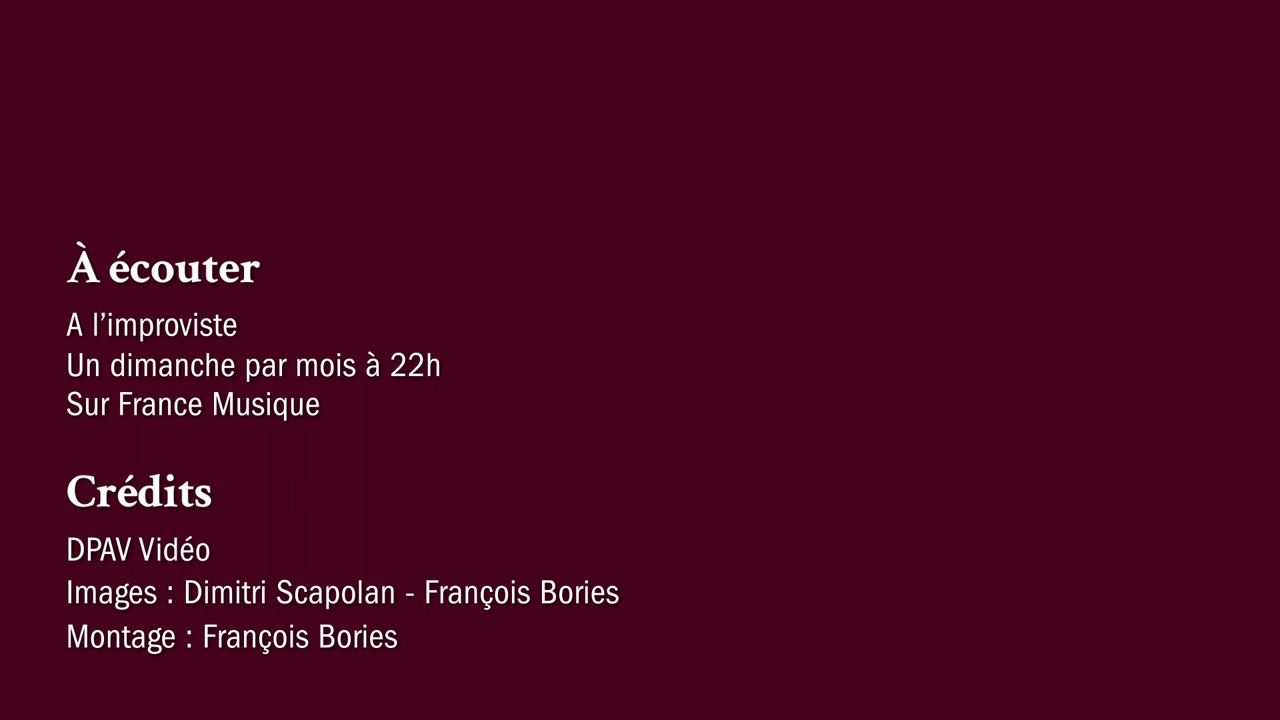 À écouter
A l’improviste
Un dimanche par mois à 22h
Sur France Musique
Crédits
DPAV Vidéo
Images : Dimitri Scapolan - François Bories
Montage : François Bories